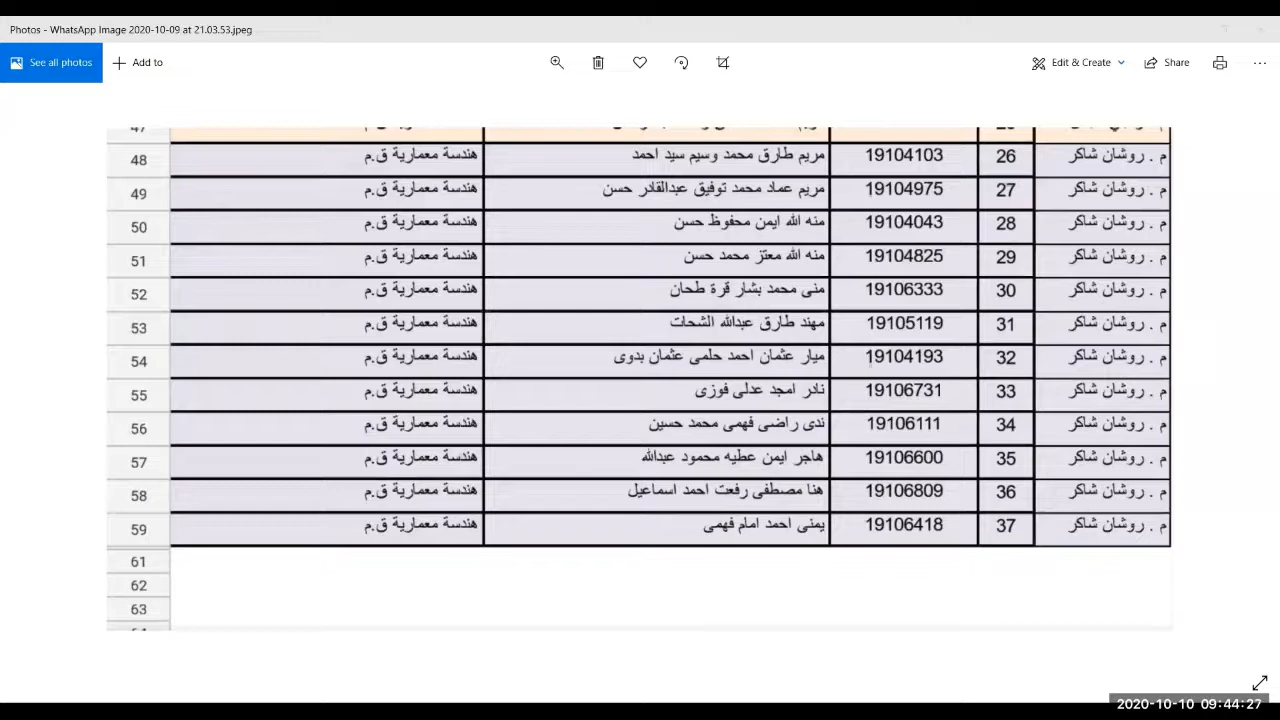 Photos - WhatsApp Image 2020-10-09 at 21.03.53.jpeg
See all photos
Add to
Edit & Create
Share
47
م . روشان شاكر 26 19104103 مريم طارق محمد وسيم سيد احمد هندسة معمارية ق.م 48
م . روشان شاكر 27 19104975 مريم عماد محمد توفيق عبدالقادر حسن هندسة معمارية ق.م 49
م . روشان شاكر 28 19104043 منه الله ايمن محفوظ حسن هندسة معمارية ق.م 50
م . روشان شاكر 29 19104825 منه الله معتز محمد حسن هندسة معمارية ق.م 51
م . روشان شاكر 30 19106333 منى محمد بشار قرة طحان هندسة معمارية ق.م 52
م . روشان شاكر 31 19105119 مهند طارق عبدالله الشحات هندسة معمارية ق.م 53
م . روشان شاكر 32 19104193 ميار عثمان احمد حلمى عثمان بدوى هندسة معمارية ق.م 54
م . روشان شاكر 33 19106731 نادر امجد عدلى فوزى هندسة معمارية ق.م 55
م . روشان شاكر 34 19106111 ندى راضى فهمى محمد حسين هندسة معمارية ق.م 56
م . روشان شاكر 35 19106600 هاجر ايمن عطيه محمود عبدالله هندسة معمارية ق.م 57
م . روشان شاكر 36 19106809 هنا مصطفى رفعت احمد اسماعيل هندسة معمارية ق.م 58
م . روشان شاكر 37 19106418 يمنى احمد امام فهمى هندسة معمارية ق.م 59
61
62
63
2020-10-10 09:44:27